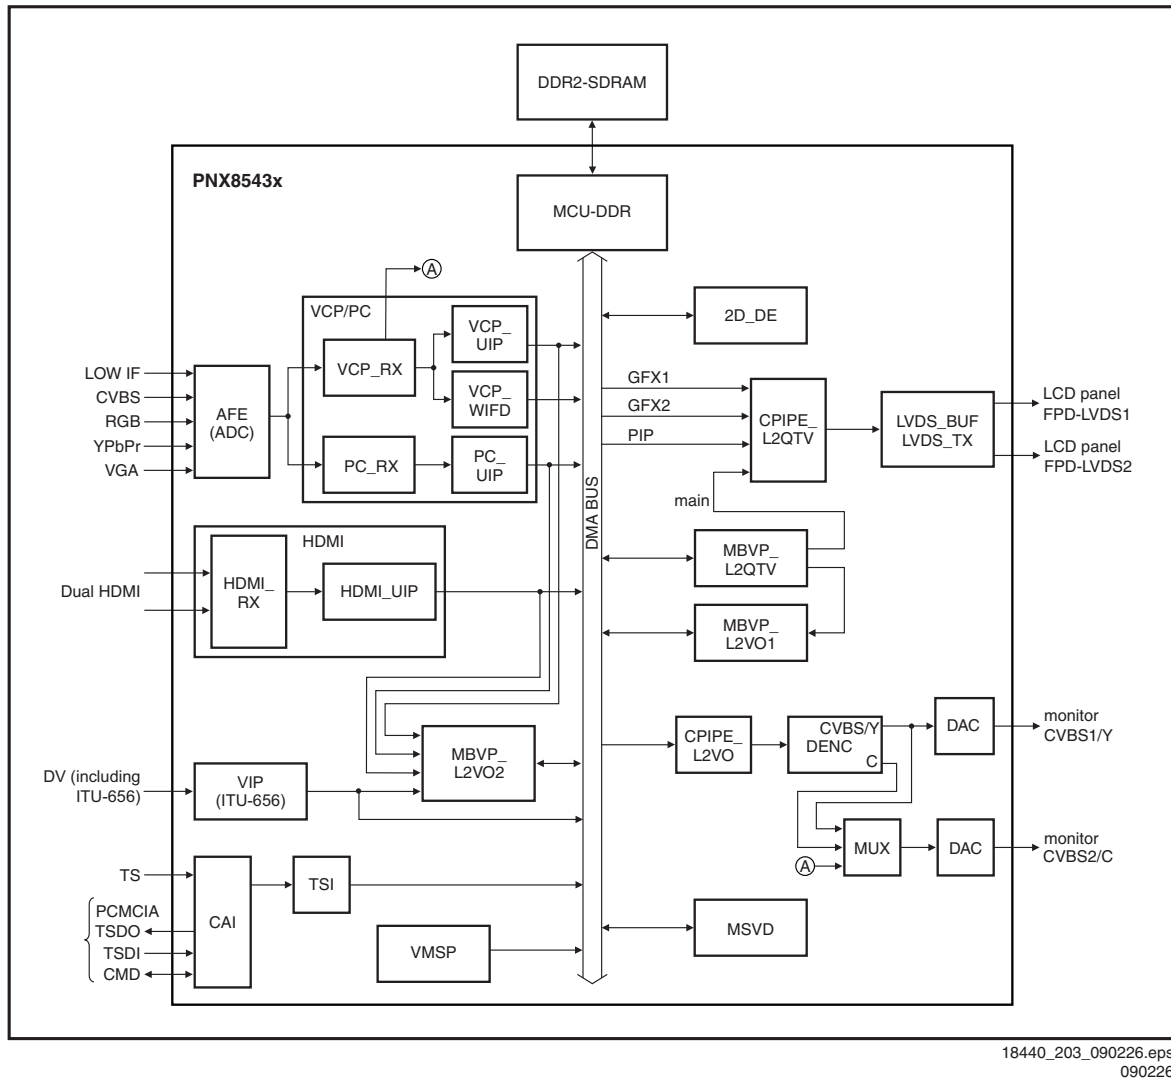 DDR2-SDRAM
PNX8543x
MCU-DDR
A
VCP/PC
VCP_RX
VCP_
UIP
VCP_
WIFD
PC_RX
PC_
UIP
LOW IF
CVBS
RGB
YPbPr
VGA
AFE
(ADC)
HDMI
Dual HDMI
HDMI_
RX
HDMI_UIP
DMA BUS
2D_DE
GFX1
GFX2
PIP
main
CPIPE_
L2QTV
LVDS_BUF
LVDS_TX
LCD panel
FPD-LVDS1
LCD panel
FPD-LVDS2
MBVP_
L2QTV
MBVP_
L2VO1
MBVP_
L2VO2
CPIPE_
L2VO
CVBS/Y
DENC
C
DAC
monitor
CVBS1/Y
DV (including
ITU-656)
VIP
(ITU-656)
MUX
A
DAC
monitor
CVBS2/C
TS
PCMCIA
TSDO
TSDI
CMD
CAI
TSI
VMSP
MSVD
18440_203_090226.eps
090226